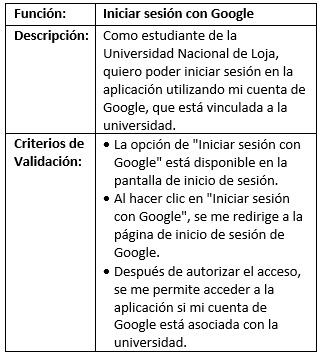 Función: Iniciar sesión con Google
Descripción: Como estudiante de la
Universidad Nacional de Loja,
quiero poder iniciar sesión en la
aplicación utilizando mi cuenta de
Google, que está vinculada a la
universidad.
Criterios de • La opción de "Iniciar sesión con
Validación: Google" está disponible en la
pantalla de inicio de sesión.
• Al hacer clic en "Iniciar sesión
con Google", se me redirige a la
página de inicio de sesión de
Google.
• Después de autorizar el acceso,
se me permite acceder a la
aplicación si mi cuenta de
Google está asociada con la
universidad.